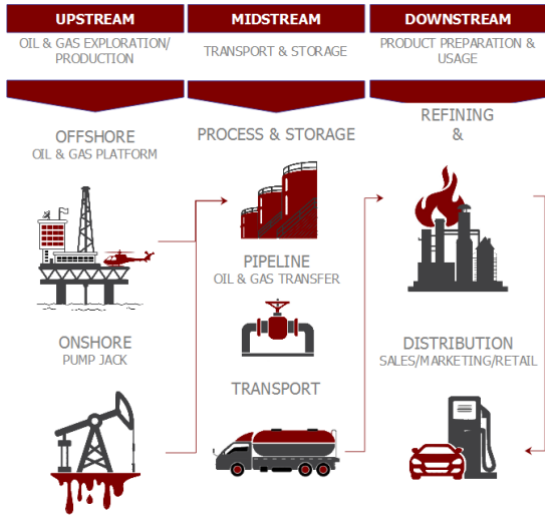 UPSTREAM
OIL & GAS EXPLORATION/
PRODUCTION
MIDSTREAM
TRANSPORT & STORAGE
DOWNSTREAM
PRODUCT PREPARATION &
USAGE
OFFSHORE
OIL & GAS PLATFORM
ONSHORE
PUMP JACK
PROCESS & STORAGE
PIPELINE
OIL & GAS TRANSFER
TRANSPORT
REFINING
&
DISTRIBUTION
SALES/MARKETING/RETAIL